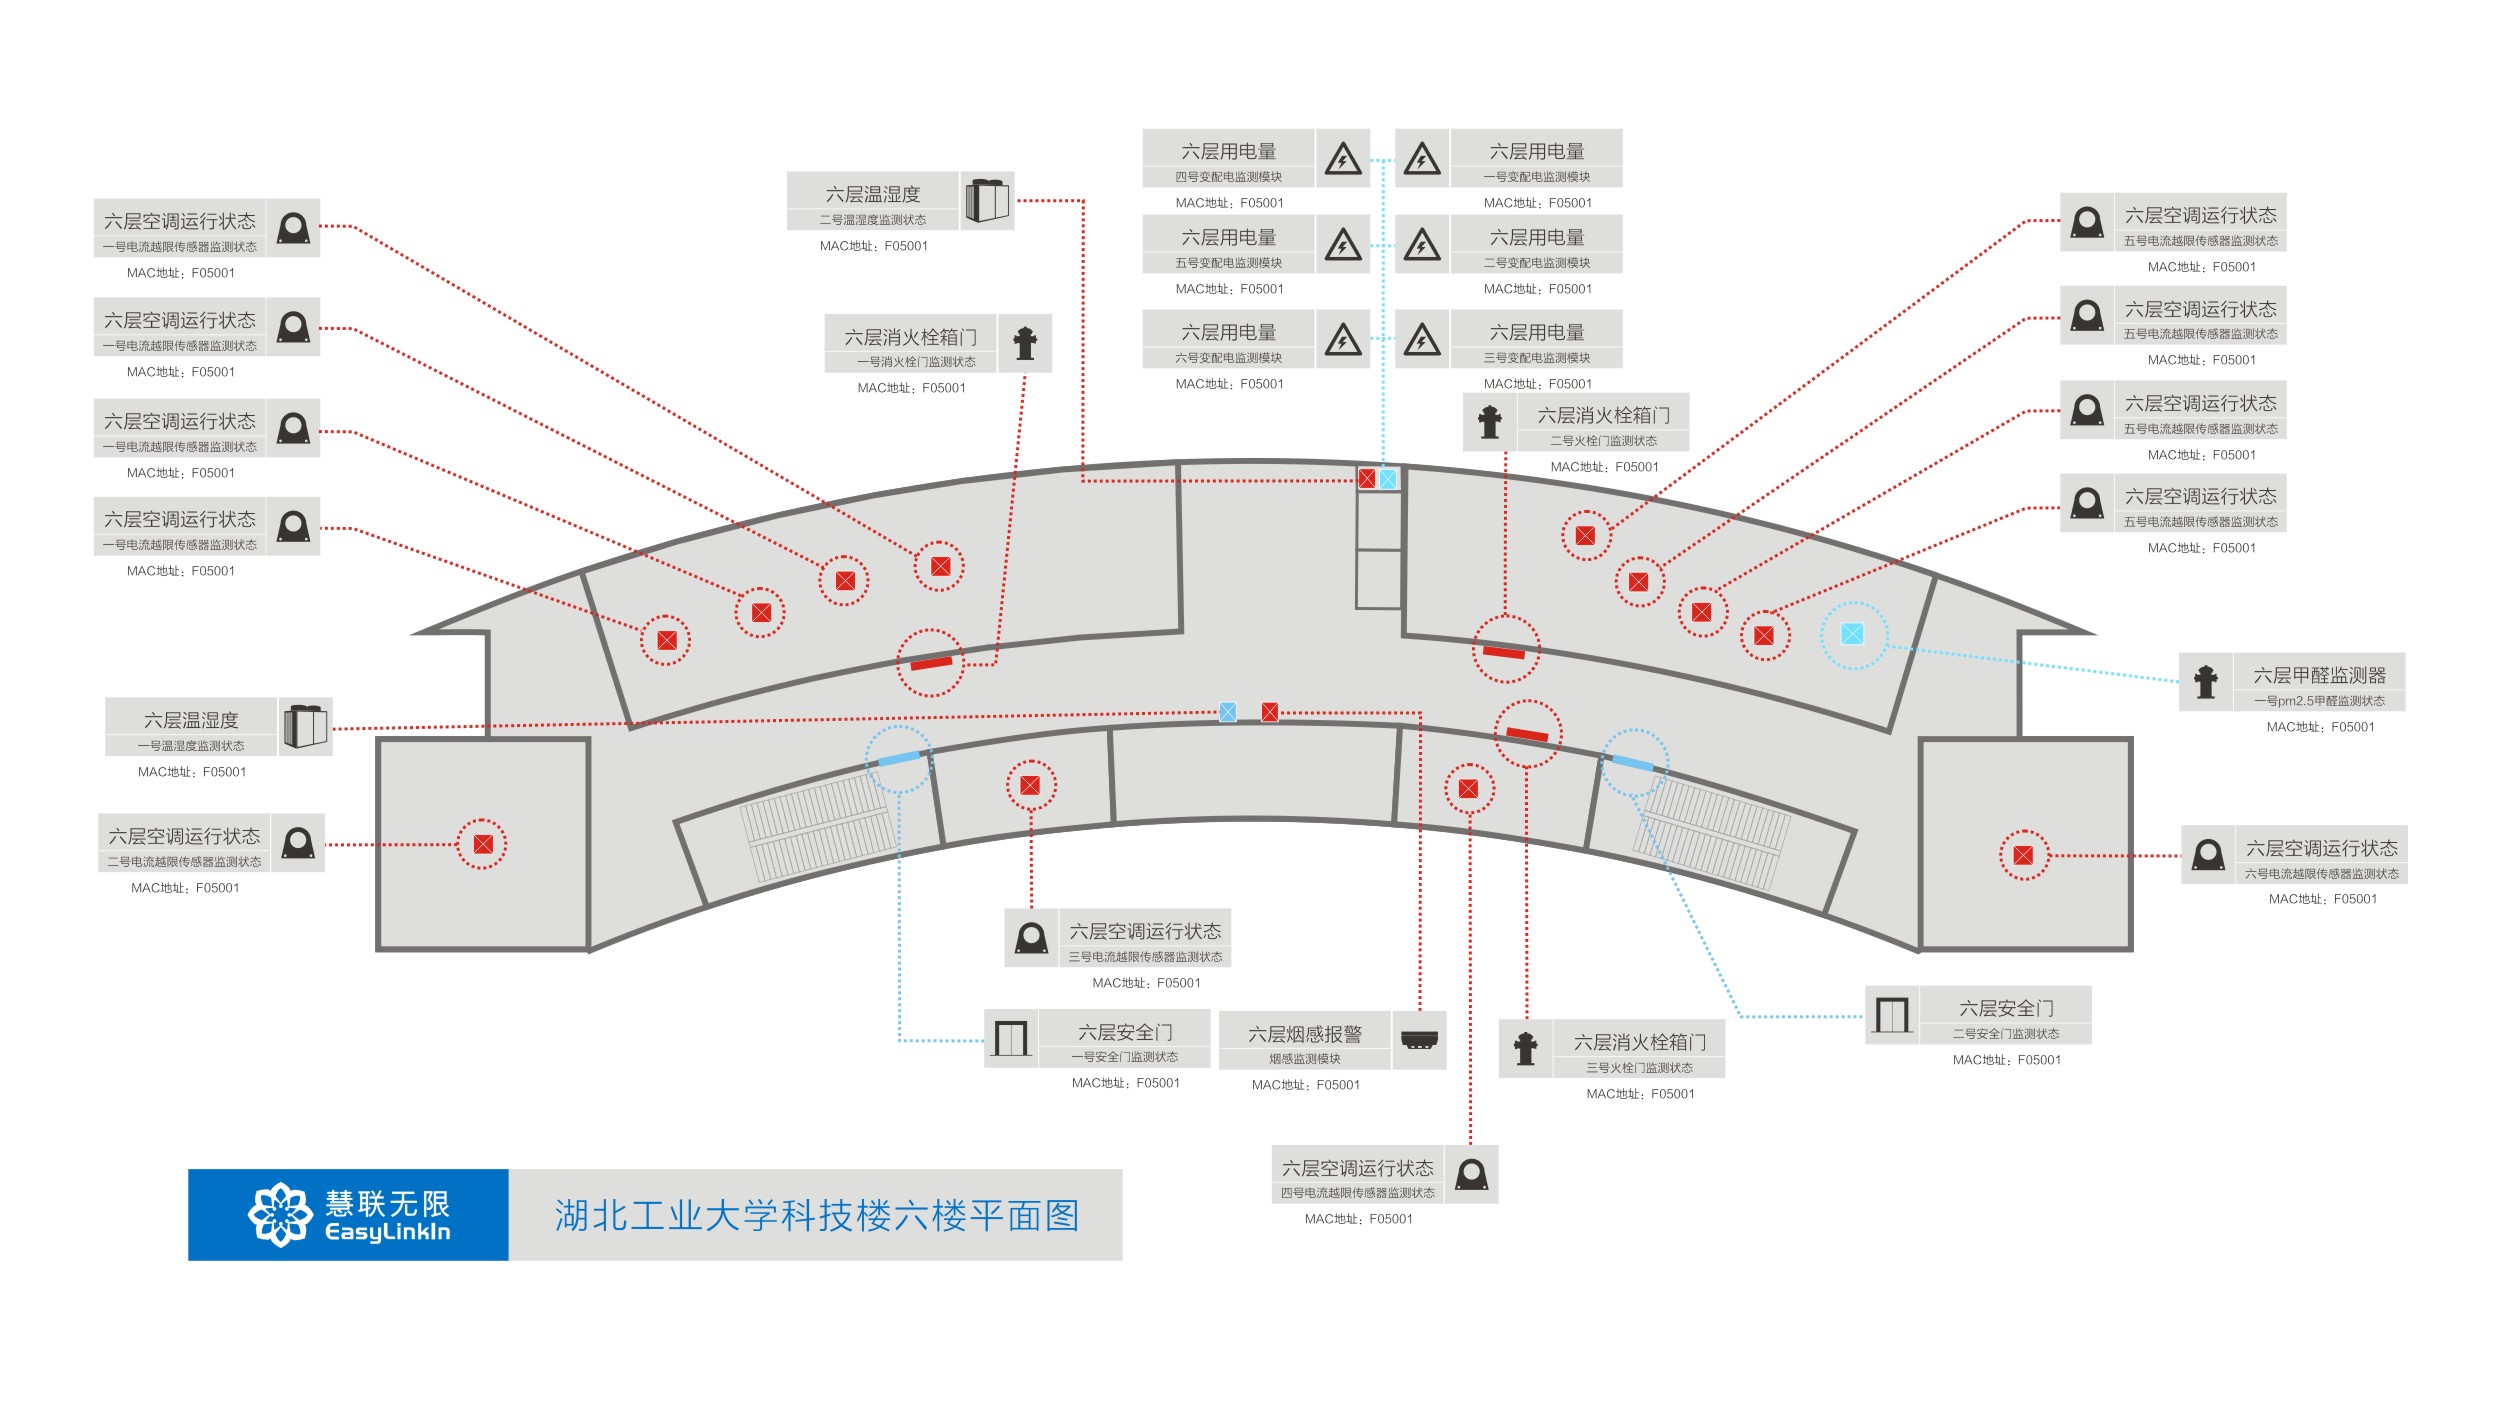 六层用电量
四号变配电监测模块
MAC地址：F05001
六层用电量
一号变配电监测模块
MAC地址：F05001
六层温湿度
二号温湿度监测状态
MAC地址：F05001
六层空调运行状态
一号电流越限传感器监测状态
MAC地址：F05001
六层用电量
五号变配电监测模块
MAC地址：F05001
六层用电量
二号变配电监测模块
MAC地址：F05001
六层空调运行状态
五号电流越限传感器监测状态
MAC地址：F05001
六层空调运行状态
一号电流越限传感器监测状态
MAC地址：F05001
六层消火栓箱门
一号消火栓门监测状态
MAC地址：F05001
六层用电量
六号变配电监测模块
MAC地址：F05001
六层用电量
三号变配电监测模块
MAC地址：F05001
六层空调运行状态
五号电流越限传感器监测状态
MAC地址：F05001
六层空调运行状态
一号电流越限传感器监测状态
MAC地址：F05001
六层消火栓箱门
二号火栓门监测状态
MAC地址：F05001
六层空调运行状态
五号电流越限传感器监测状态
MAC地址：F05001
六层空调运行状态
一号电流越限传感器监测状态
MAC地址：F05001
六层空调运行状态
五号电流越限传感器监测状态
MAC地址：F05001
六层温湿度
一号温湿度监测状态
MAC地址：F05001
六层甲醛监测器
一号pm2.5甲醛监测状态
MAC地址：F05001
六层空调运行状态
二号电流越限传感器监测状态
MAC地址：F05001
六层空调运行状态
六号电流越限传感器监测状态
MAC地址：F05001
六层空调运行状态
三号电流越限传感器监测状态
MAC地址：F05001
六层安全门
一号安全门监测状态
MAC地址：F05001
六层烟感报警
烟感监测模块
MAC地址：F05001
六层消火栓箱门
三号火栓门监测状态
MAC地址：F05001
六层安全门
二号安全门监测状态
MAC地址：F05001
六层空调运行状态
四号电流越限传感器监测状态
MAC地址：F05001
慧联无限
EasyLinkIn
湖北工业大学科技楼六楼平面图